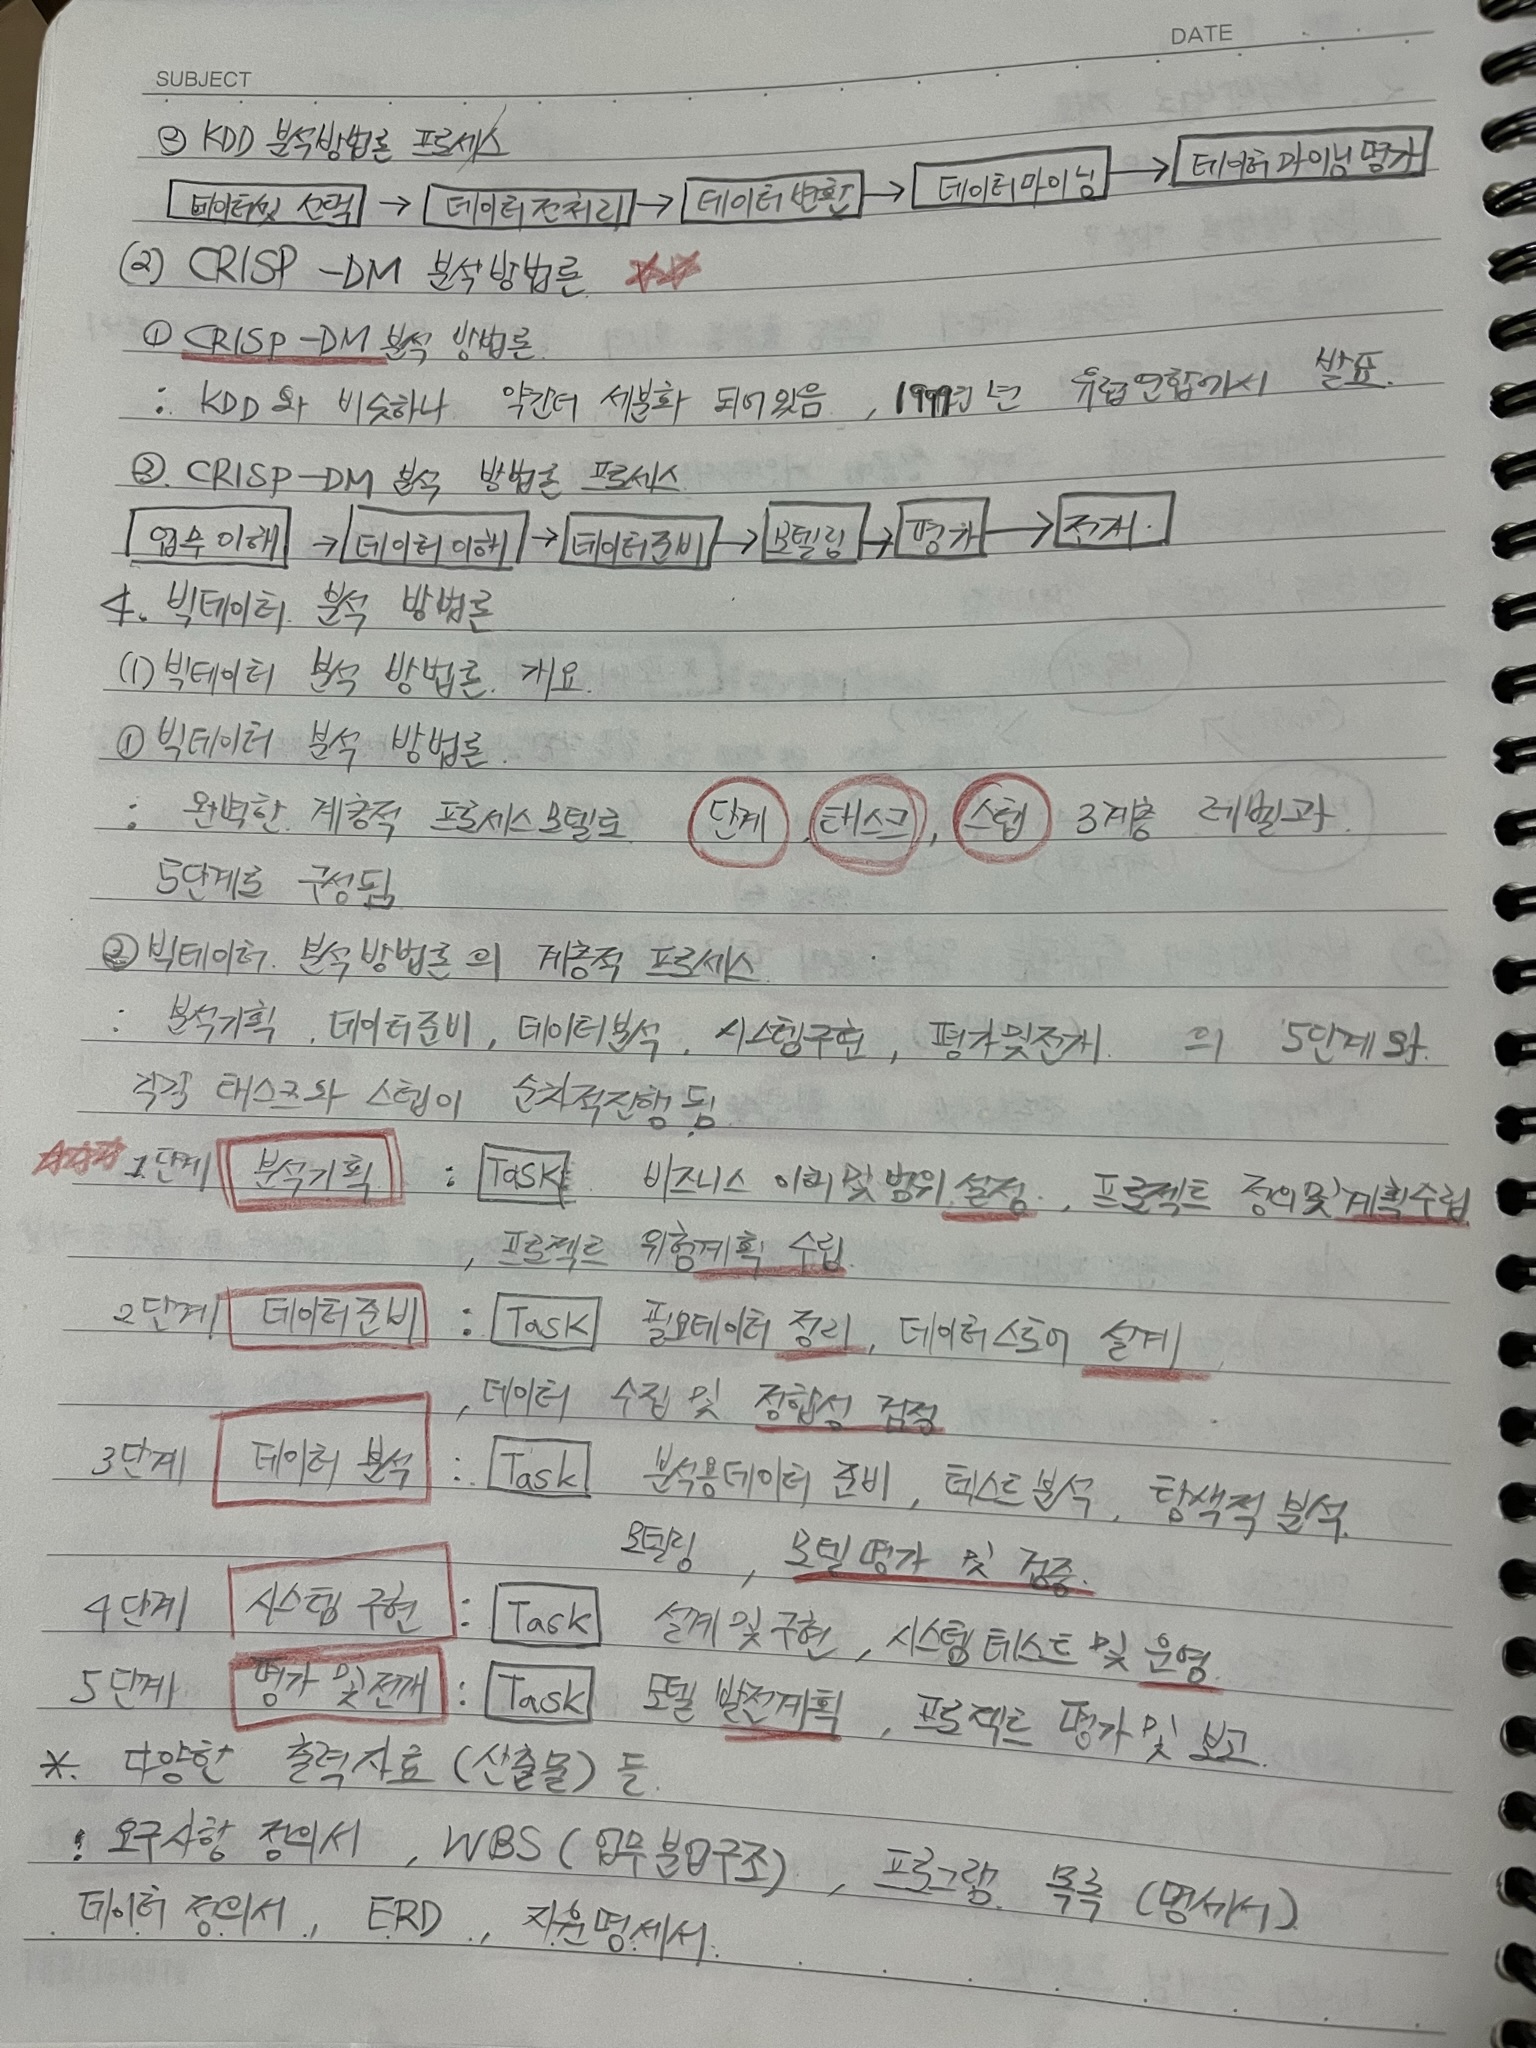 SUBJECT
DATE
③ KDD 분석방법론 프로세스
데이터셋 선택 → 데이터전처리 → 데이터변환 → 데이터마이닝 → 데이터마이닝 평가
(2) CRISP-DM 분석방법론
① CRISP-DM 분석 방법론.
: KDD와 비슷하나 약간더 세분화 되어있음, 1999년 유럽연합에서 발표.
②. CRISP-DM 분석 방법론 프로세스.
업무 이해 → 데이터 이해 → 데이터준비 → 모델링 → 평가 → 전개.
4. 빅데이터 분석 방법론
(1) 빅데이터 분석 방법론. 개요.
① 빅데이터 분석 방법론.
: 완벽한 계층적 프로세스모델로 단계, 태스크, 스텝 3계층 레벨과
5단계로 구성됨
② 빅데이터. 분석방법론의 계층적 프로세스.
: 분석기획, 데이터준비, 데이터분석, 시스템구현, 평가및전개. 의 5단계와
각각 태스크와 스텝이 순차적진행 됨.
1단계 분석기획 : Task 비즈니스 이해 및 범위 설정, 프로젝트 정의및 계획수립
, 프로젝트 위험계획 수립.
2단계 데이터준비 : Task 필요데이터 정리, 데이터스토어 설계
, 데이터 수집 및 정합성 점검
3단계 데이터 분석 : Task 분석용데이터 준비, 텍스트분석, 탐색적 분석.
모델링, 모델평가 및 검증.
4단계 시스템 구현 : Task 설계 및 구현, 시스템 테스트 및 운영.
5단계 평가 및 전개 : Task 모델 발전계획, 프로젝트 평가 및 보고.
*. 다양한 출력자료 (산출물) 들.
: 요구사항 정의서, WBS (업무분업구조), 프로그램. 목록 (명세서).
데이터 정의서, ERD, 자원명세서.